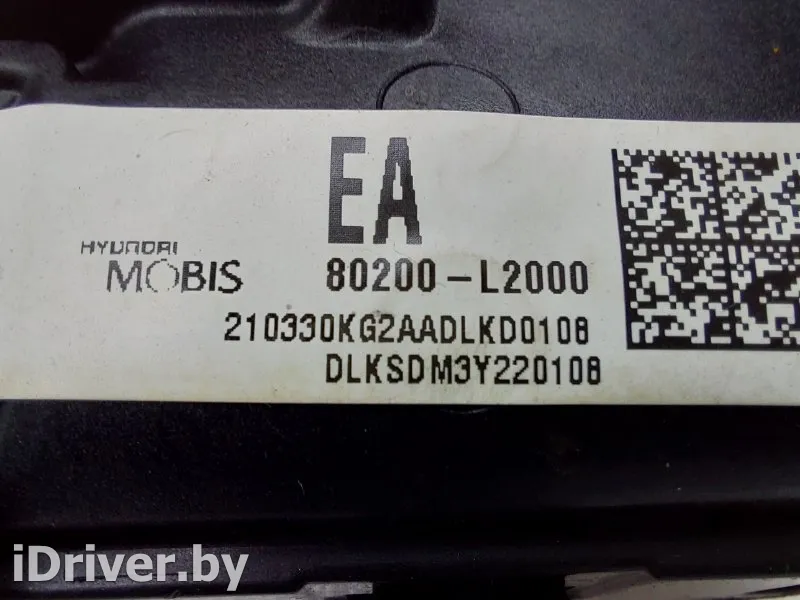 EA
HYUNDAI
MOBIS
80200-L2000
210330KG2AADLKD0108
DLKSDM3Y220108
iDriver.by